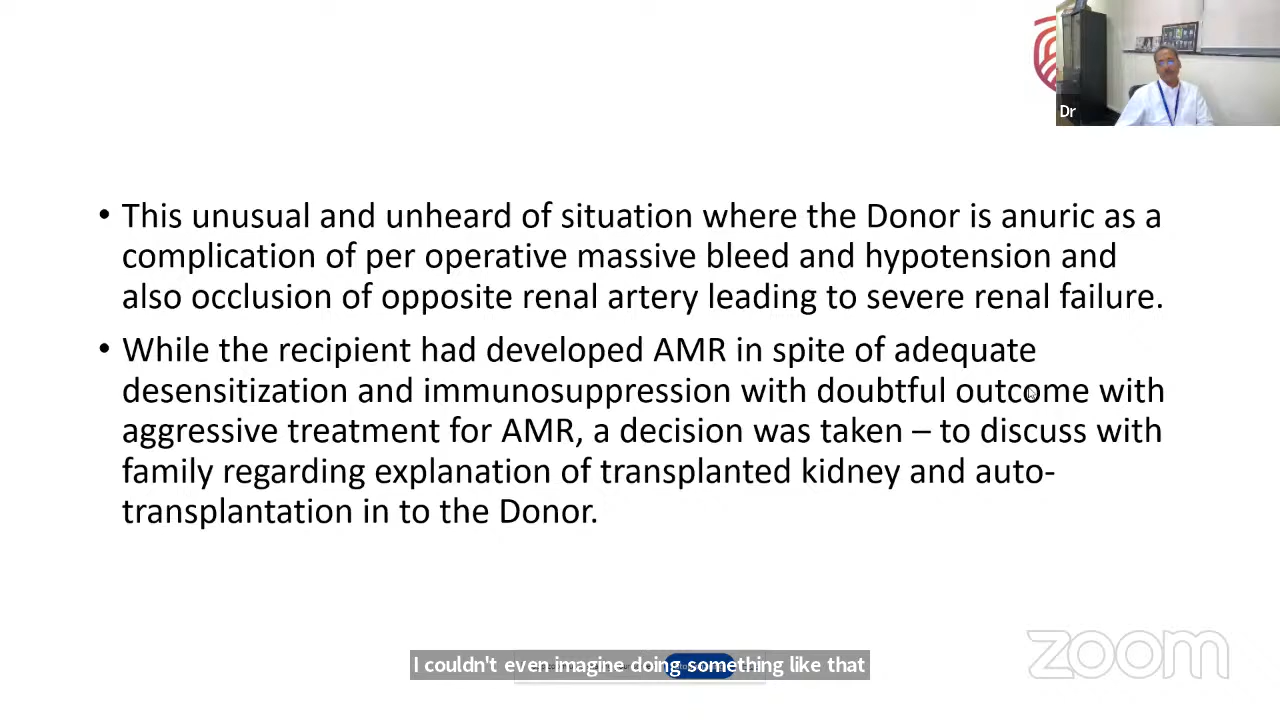 Dr
• This unusual and unheard of situation where the Donor is anuric as a
complication of per operative massive bleed and hypotension and
also occlusion of opposite renal artery leading to severe renal failure.
• While the recipient had developed AMR in spite of adequate
desensitization and immunosuppression with doubtful outcome with
aggressive treatment for AMR, a decision was taken – to discuss with
family regarding explanation of transplanted kidney and auto-
transplantation in to the Donor.
I couldn't even imagine doing something like that
zoom